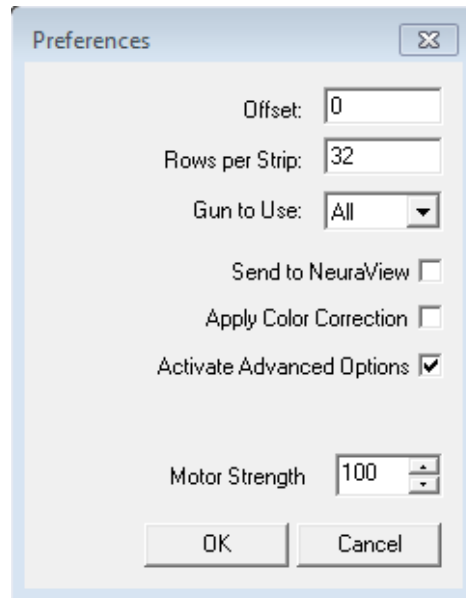 Preferences
Offset: 0
Rows per Strip: 32
Gun to Use: All
Send to NeuraView
Apply Color Correction
Activate Advanced Options
Motor Strength 100
OK Cancel